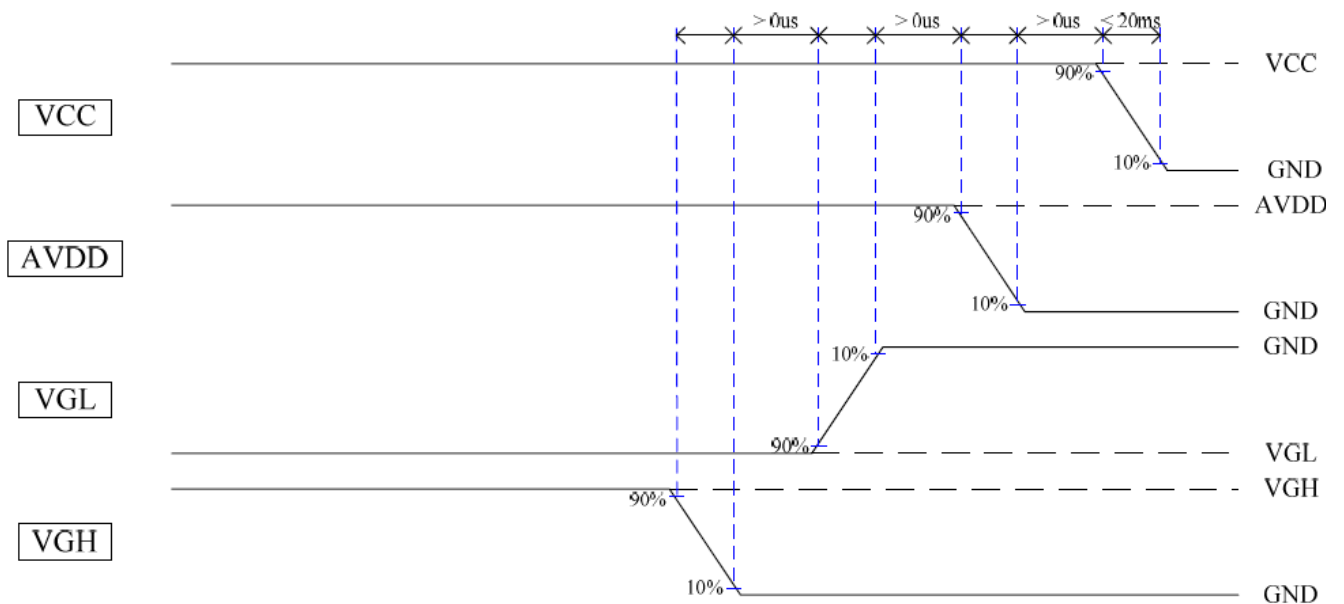 > 0us > 0us > 0us < 20ms
VCC
90%
VCC
10%
GND
AVDD
90%
AVDD
10%
GND
GND
10%
VGL
90%
VGL
VGH
90%
VGH
10%
GND